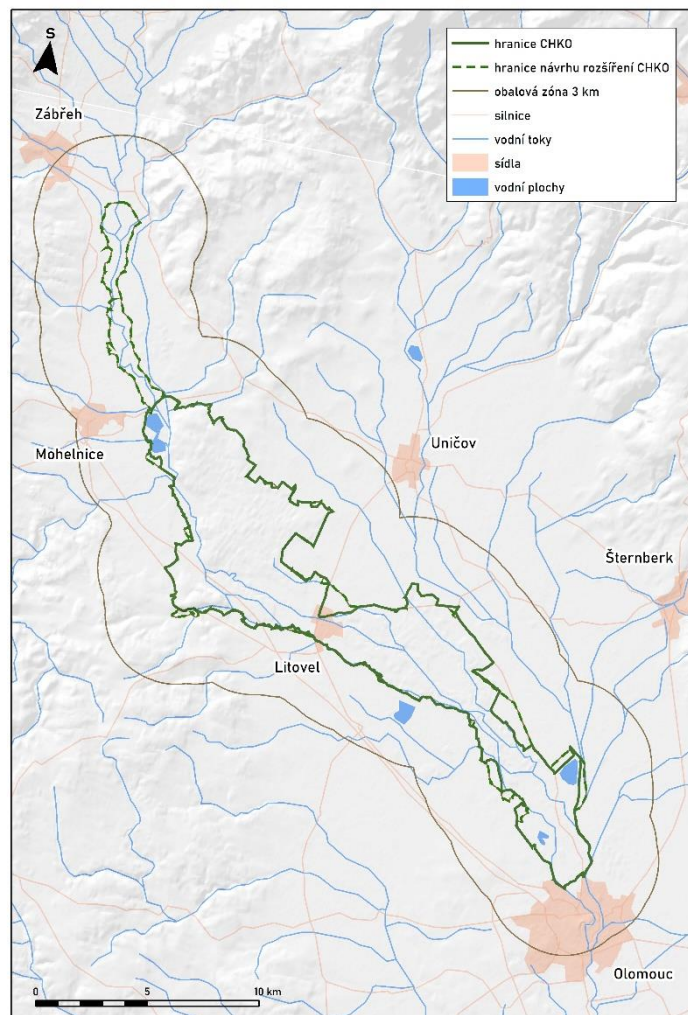 S
hranice CHKO
hranice návrhu rozšíření CHKO
obalová zóna 3 km
silnice
vodní toky
sídla
vodní plochy
Zábřeh
Uničov
Mohelnice
Šternberk
Litovel
Olomouc
0 5 10 km